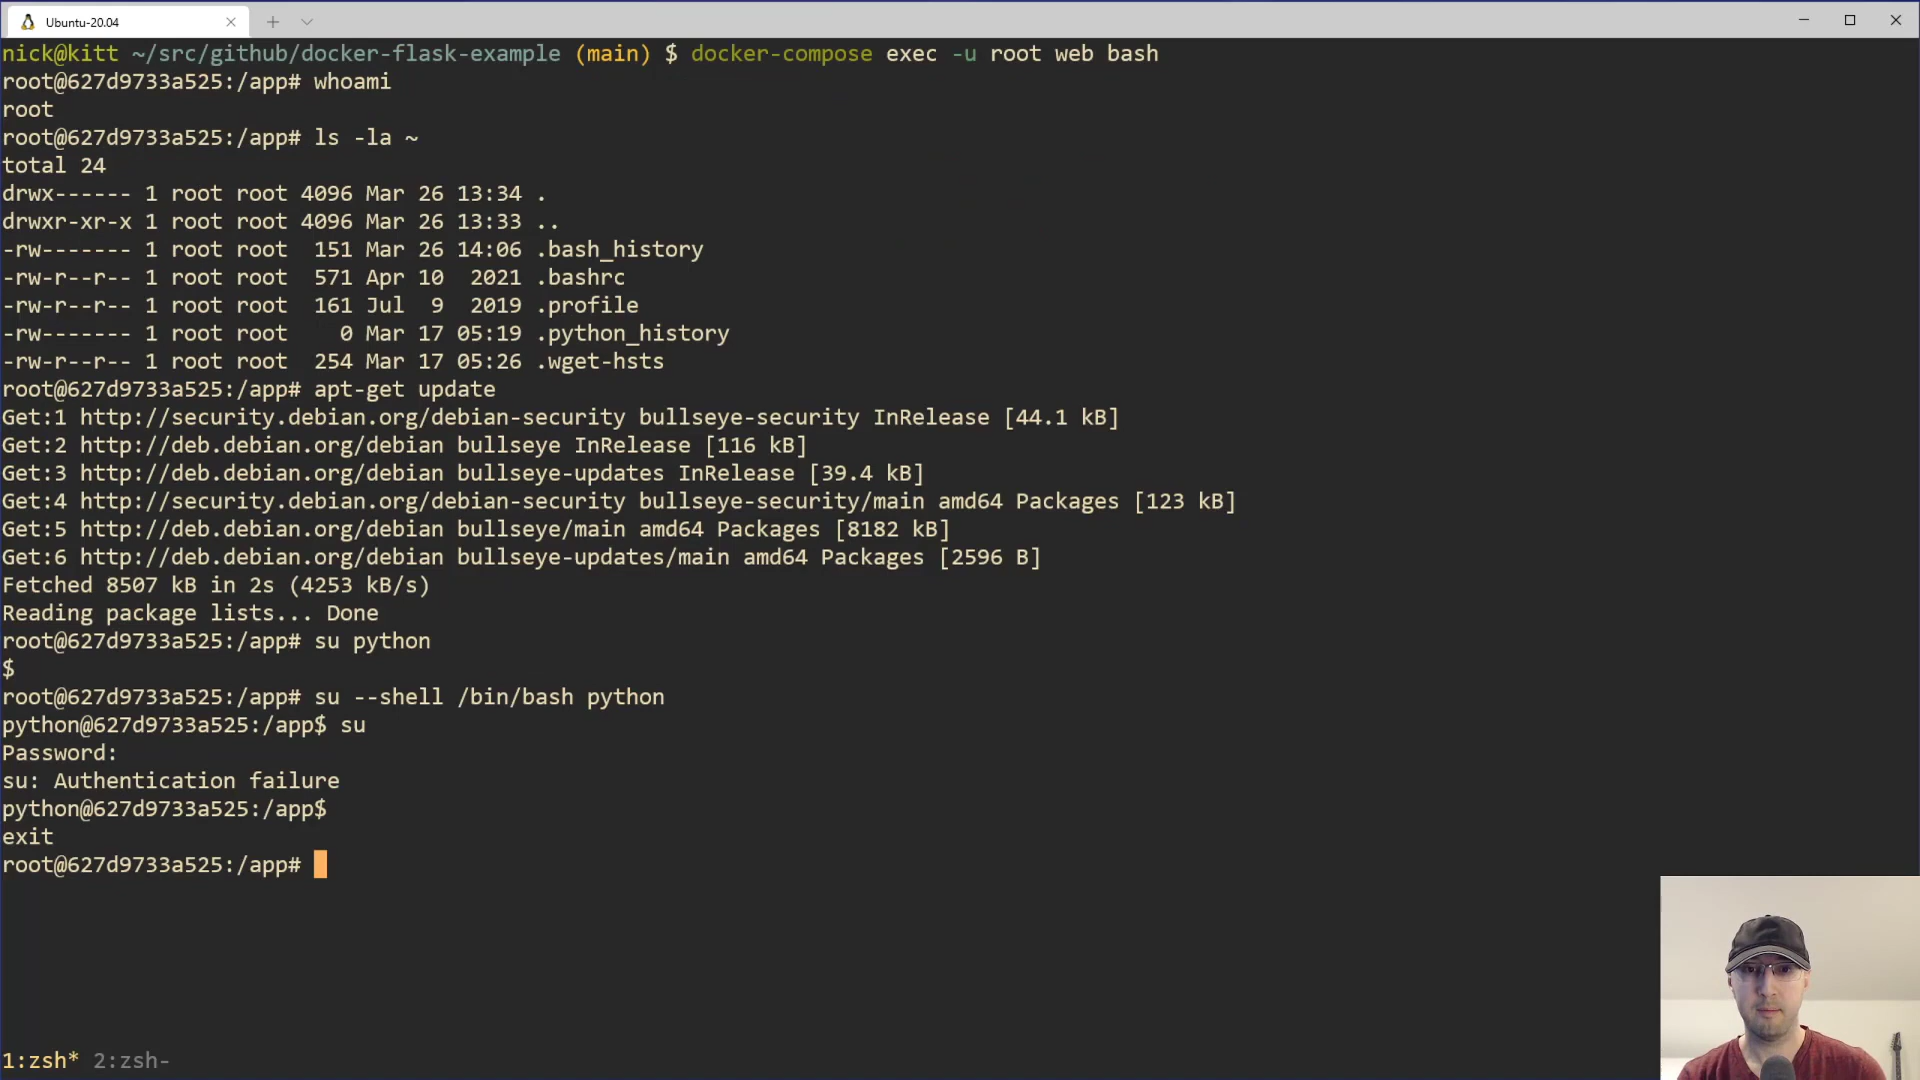 Ubuntu-20.04
nick@kitt ~/src/github/docker-flask-example (main) $ docker-compose exec -u root web bash
root@627d9733a525:/app# whoami
root
root@627d9733a525:/app# ls -la ~
total 24
drwx------ 1 root root 4096 Mar 26 13:34 .
drwxr-xr-x 1 root root 4096 Mar 26 13:33 ..
-rw------- 1 root root  151 Mar 26 14:06 .bash_history
-rw-r--r-- 1 root root  571 Apr 10  2021 .bashrc
-rw-r--r-- 1 root root  161 Jul  9  2019 .profile
-rw------- 1 root root    0 Mar 17 05:19 .python_history
-rw-r--r-- 1 root root  254 Mar 17 05:26 .wget-hsts
root@627d9733a525:/app# apt-get update
Get:1 http://security.debian.org/debian-security bullseye-security InRelease [44.1 kB]
Get:2 http://deb.debian.org/debian bullseye InRelease [116 kB]
Get:3 http://deb.debian.org/debian bullseye-updates InRelease [39.4 kB]
Get:4 http://security.debian.org/debian-security bullseye-security/main amd64 Packages [123 kB]
Get:5 http://deb.debian.org/debian bullseye/main amd64 Packages [8182 kB]
Get:6 http://deb.debian.org/debian bullseye-updates/main amd64 Packages [2596 B]
Fetched 8507 kB in 2s (4253 kB/s)
Reading package lists... Done
root@627d9733a525:/app# su python
$
root@627d9733a525:/app# su --shell /bin/bash python
python@627d9733a525:/app$ su
Password:
su: Authentication failure
python@627d9733a525:/app$
exit
root@627d9733a525:/app#
1:zsh* 2:zsh-